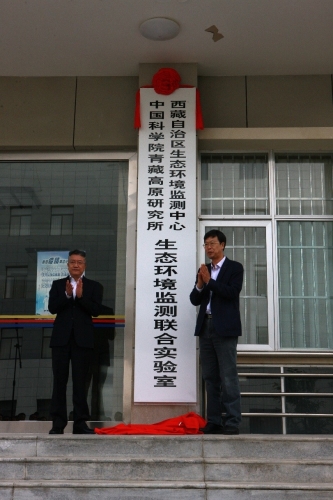 西藏自治区生态环境监测中心
中国科学院青藏高原研究所
生态环境监测联合实验室